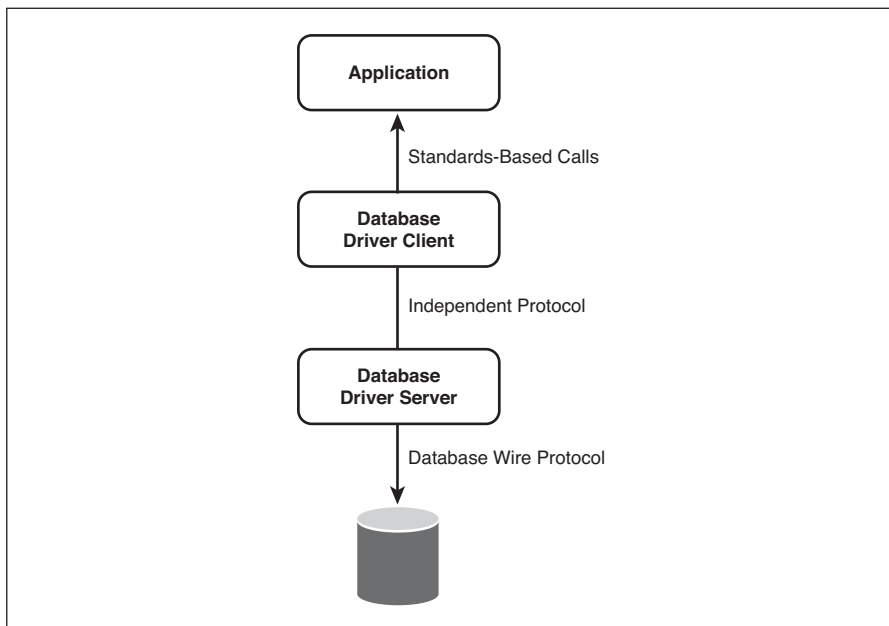 Application
Standards-Based Calls
Database
Driver Client
Independent Protocol
Database
Driver Server
Database Wire Protocol